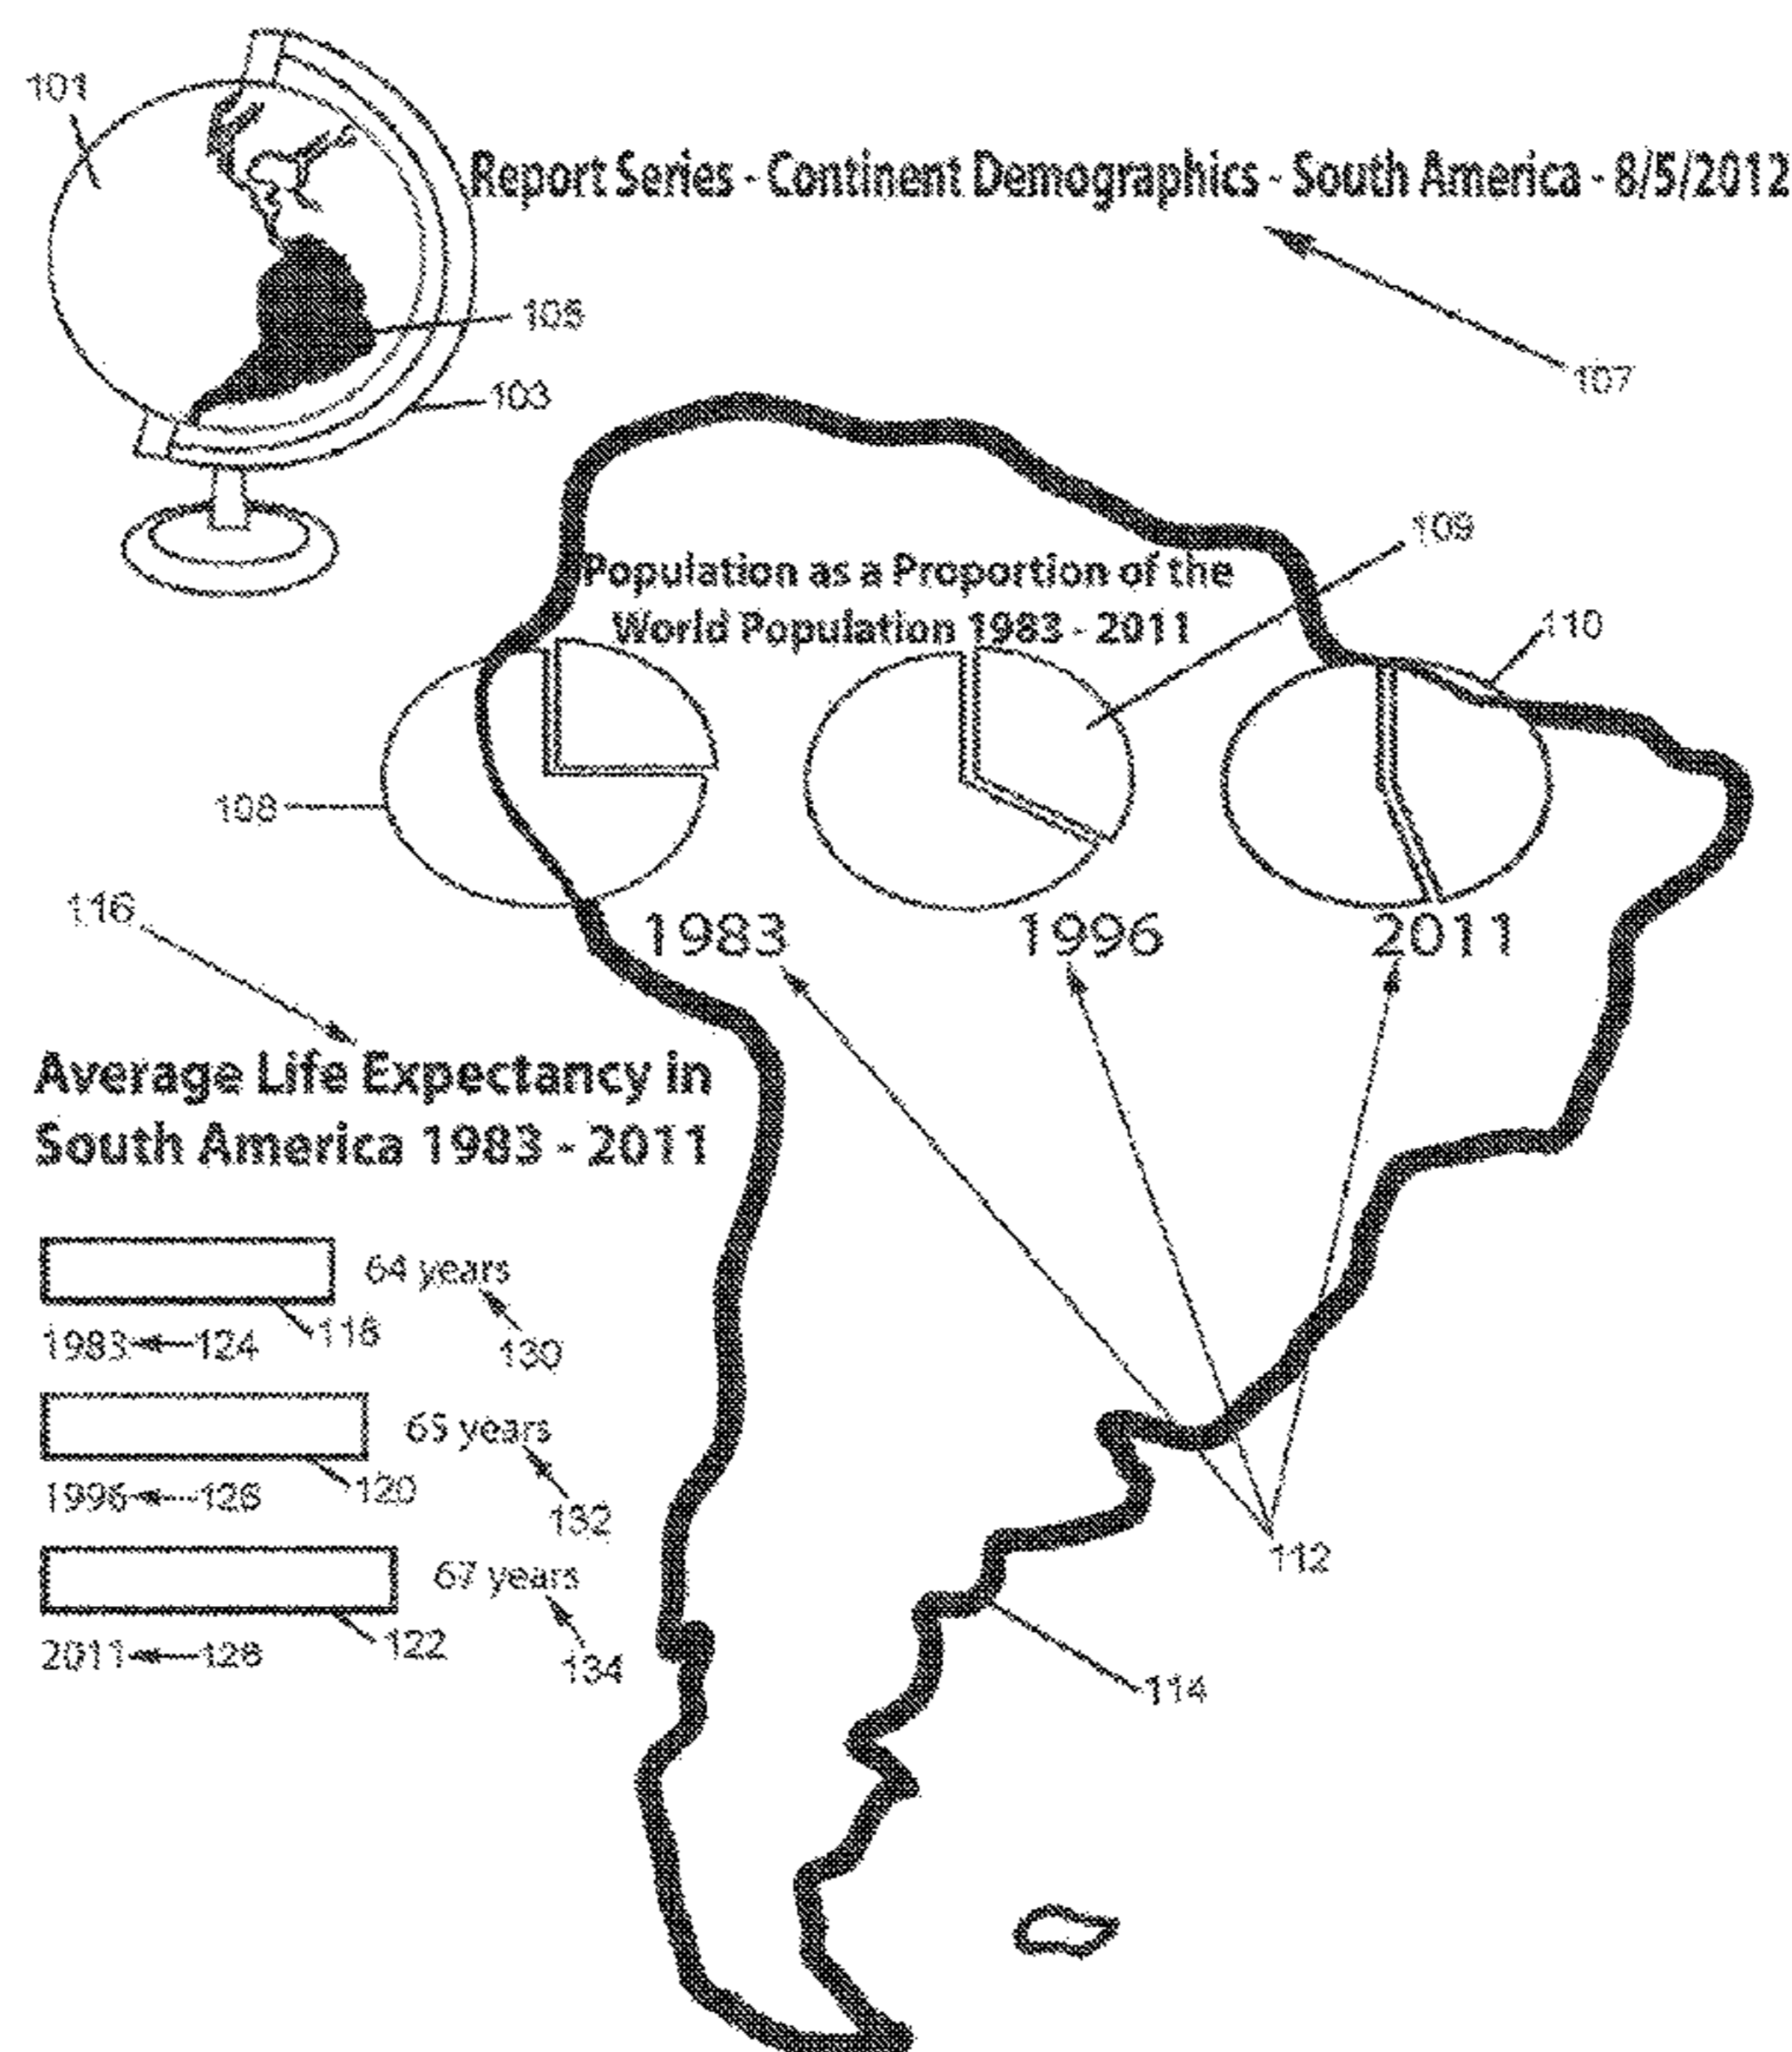 101
Report Series - Continent Demographics - South America - 8/5/2012
105
103
107
109
Population as a Proportion of the
World Population 1983 - 2011
110
108
116
1983 1996 2011
Average Life Expectancy in
South America 1983 - 2011
64 years
1983 124 118
130
65 years
1996 126 120
132
112
67 years
2011 128 122
134
114